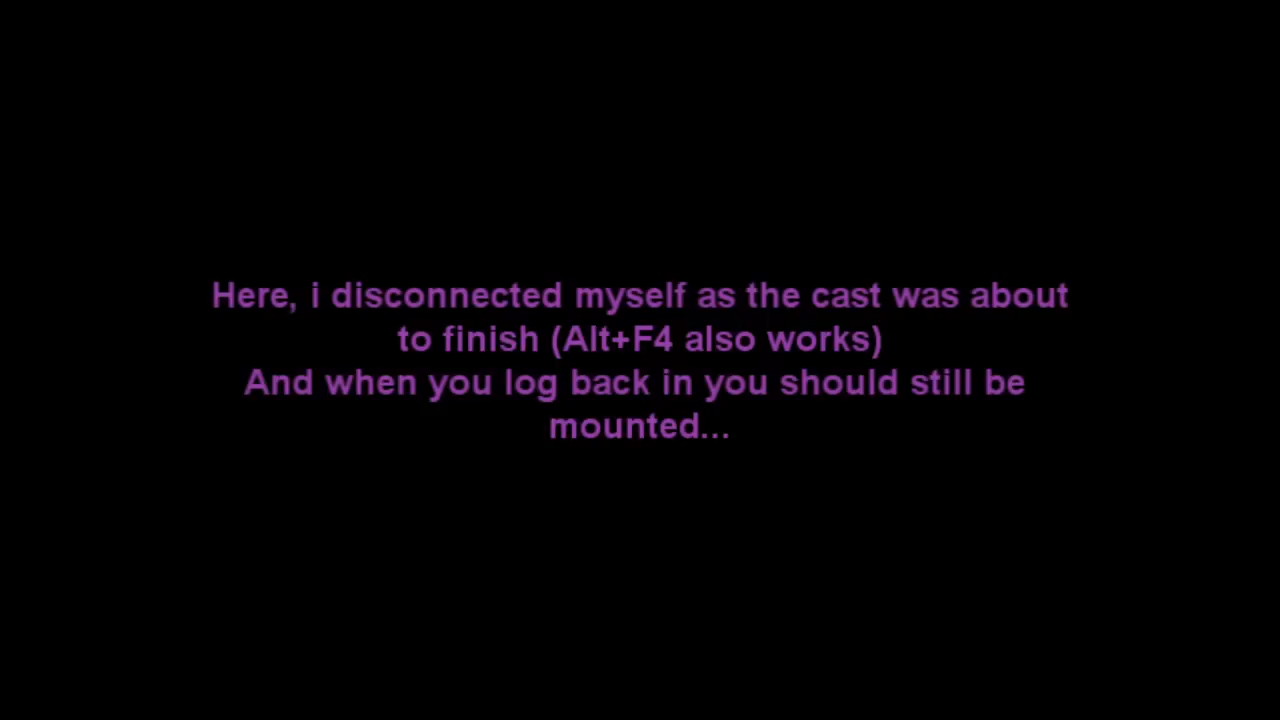 Here, i disconnected myself as the cast was about
to finish (Alt+F4 also works)
And when you log back in you should still be
mounted...